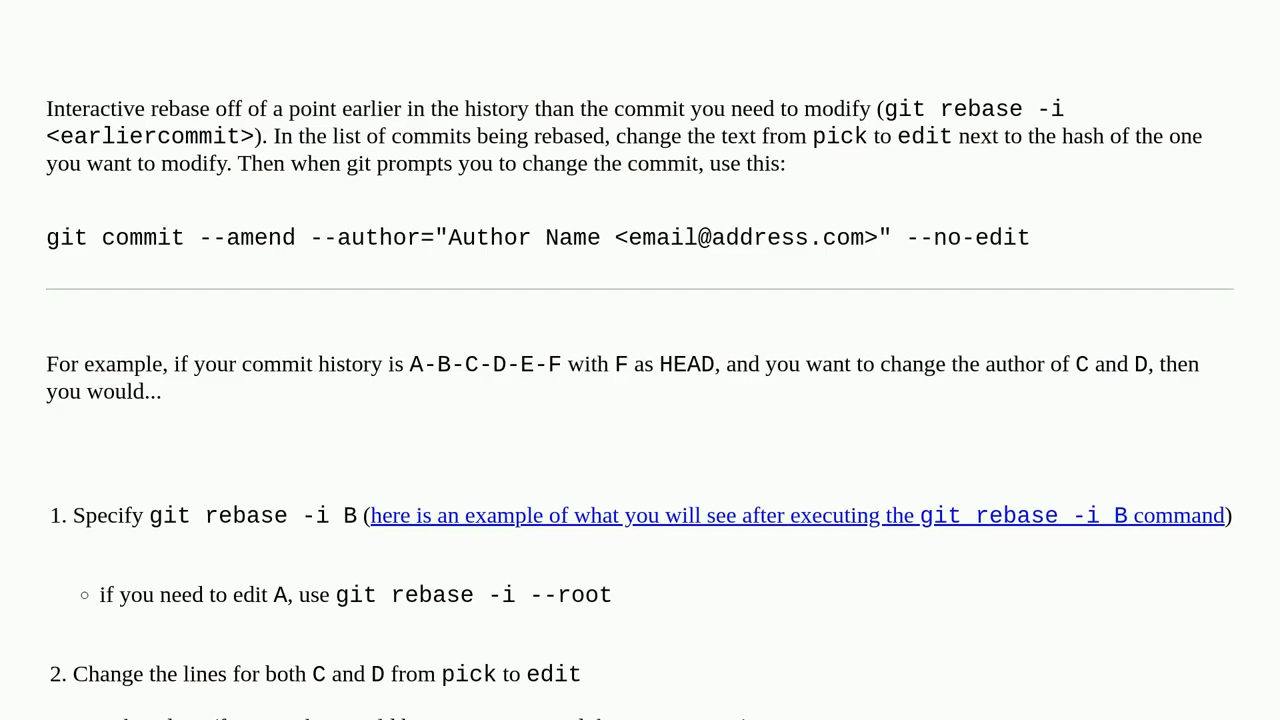 Interactive rebase off of a point earlier in the history than the commit you need to modify (git rebase -i
<earliercommit>). In the list of commits being rebased, change the text from pick to edit next to the hash of the one
you want to modify. Then when git prompts you to change the commit, use this:
git commit --amend --author="Author Name <email@address.com>" --no-edit
For example, if your commit history is A-B-C-D-E-F with F as HEAD, and you want to change the author of C and D, then
you would...
1. Specify git rebase -i B (here is an example of what you will see after executing the git rebase -i B command)
◦ if you need to edit A, use git rebase -i --root
2. Change the lines for both C and D from pick to edit